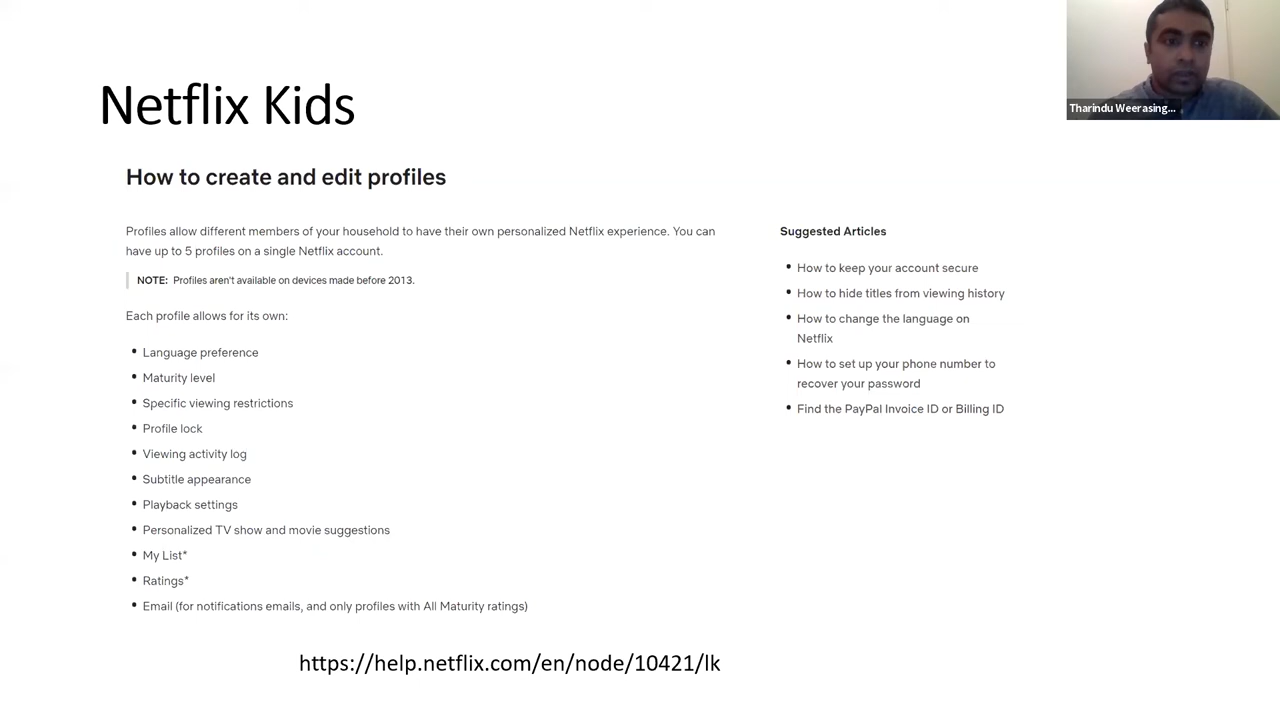 Netflix Kids
Tharindu Weerasing...
How to create and edit profiles
Profiles allow different members of your household to have their own personalized Netflix experience. You can
have up to 5 profiles on a single Netflix account.
NOTE: Profiles aren't available on devices made before 2013.
Each profile allows for its own:
• Language preference
• Maturity level
• Specific viewing restrictions
• Profile lock
• Viewing activity log
• Subtitle appearance
• Playback settings
• Personalized TV show and movie suggestions
• My List*
• Ratings*
• Email (for notifications emails, and only profiles with All Maturity ratings)
Suggested Articles
• How to keep your account secure
• How to hide titles from viewing history
• How to change the language on
Netflix
• How to set up your phone number to
recover your password
• Find the PayPal Invoice ID or Billing ID
https://help.netflix.com/en/node/10421/lk